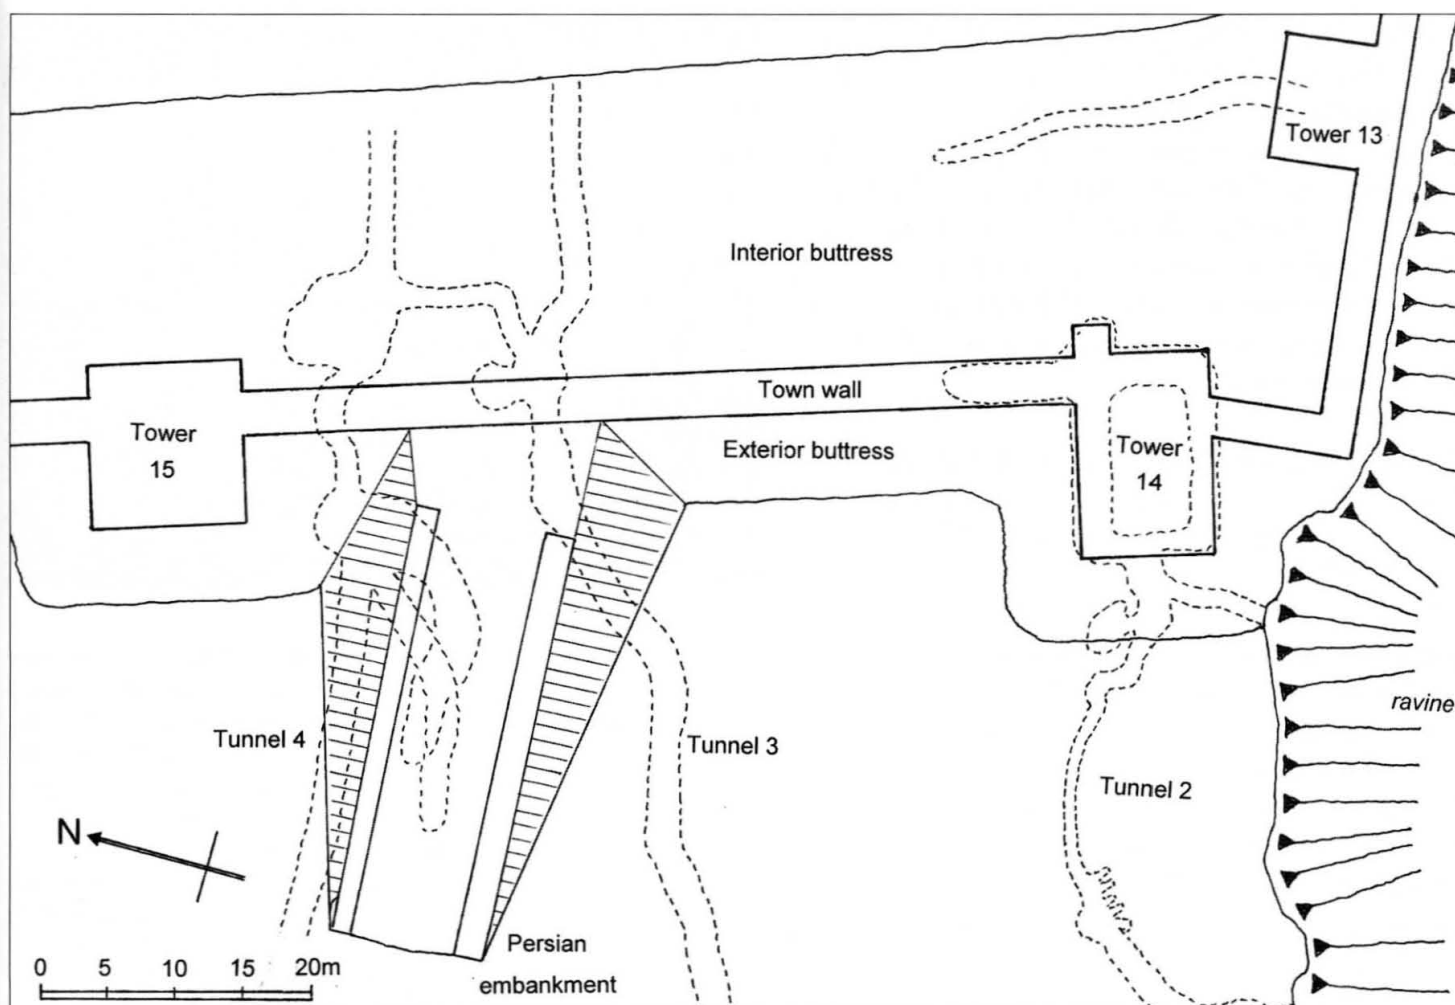 Tower 13
Interior buttress
Town wall
Tower
15
Exterior buttress
Tower
14
ravine
Tunnel 4
Tunnel 3
Tunnel 2
N
Persian
embankment
0 5 10 15 20m